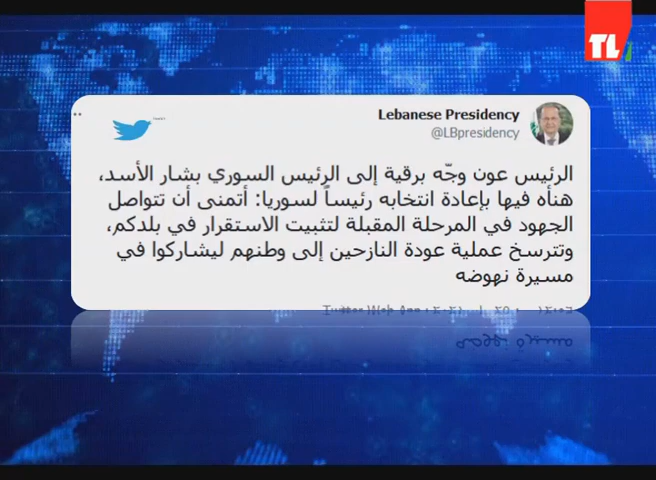 TL
Lebanese Presidency
@LBpresidency
الرئيس عون وجّه برقية إلى الرئيس السوري بشار الأسد،
هنأه فيها بإعادة انتخابه رئيساً لسوريا: أتمنى أن تتواصل
الجهود في المرحلة المقبلة لتثبيت الاستقرار في بلدكم،
وتترسخ عملية عودة النازحين إلى وطنهم ليشاركوا في
مسيرة نهوضه